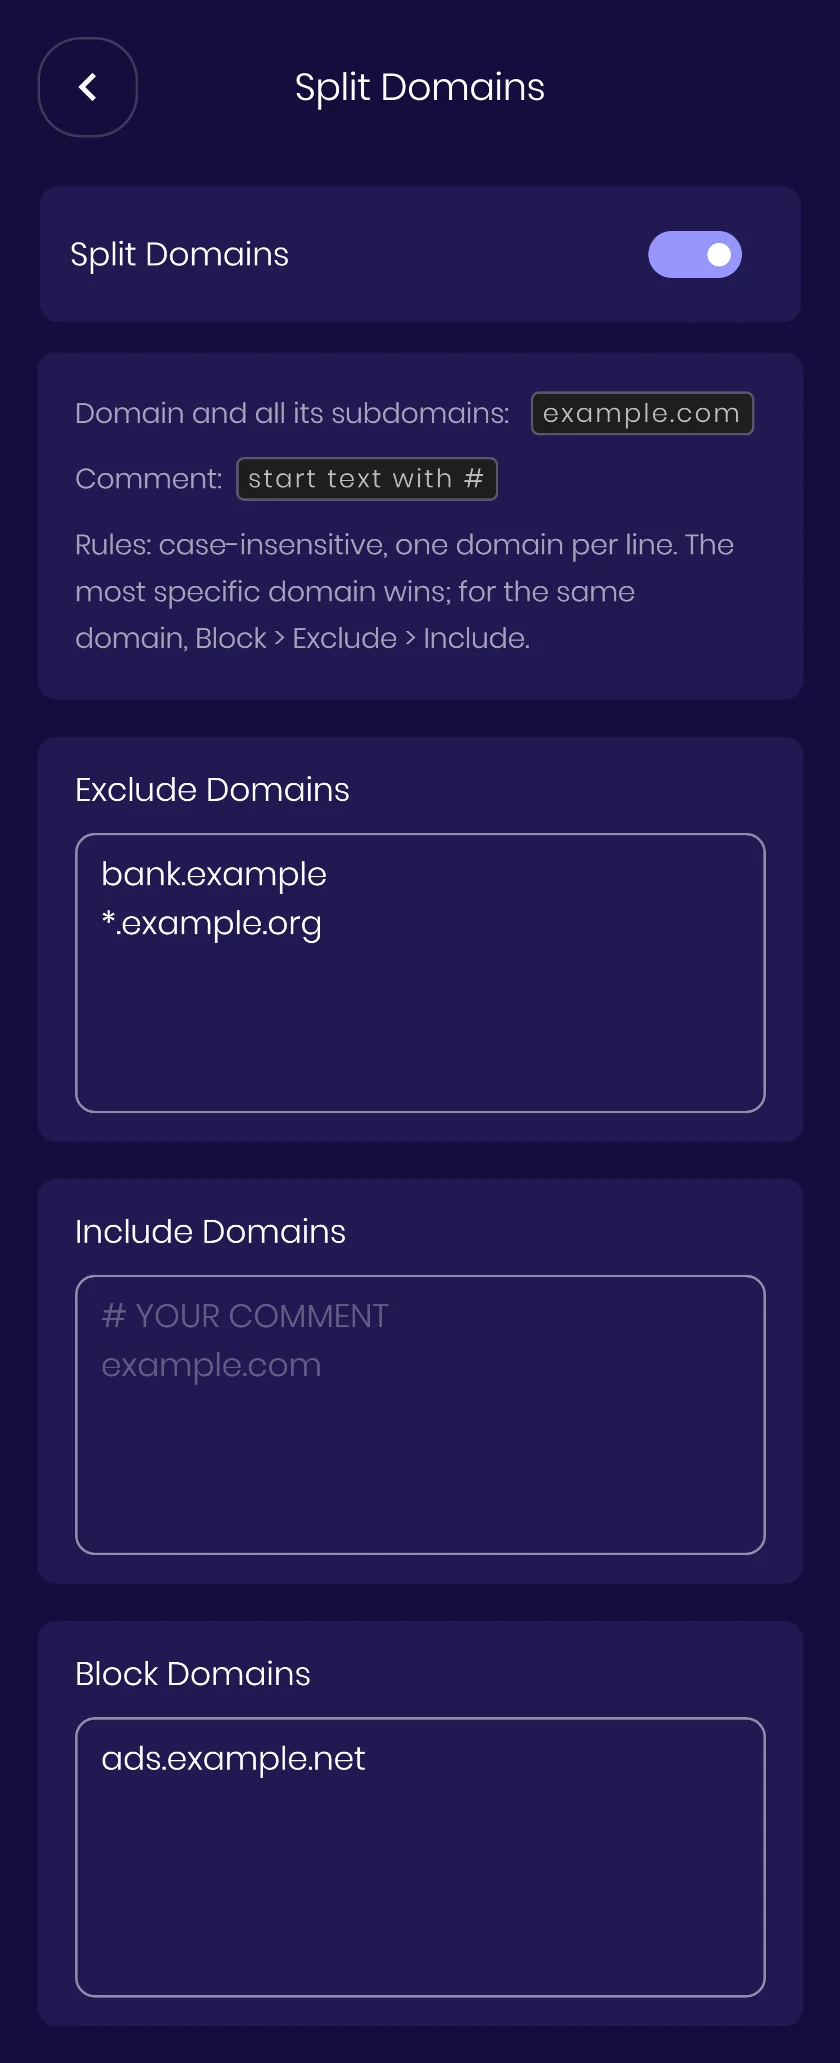 Split Domains
Split Domains
Domain and all its subdomains: example.com
Comment: start text with #
Rules: case-insensitive, one domain per line. The
most specific domain wins; for the same
domain, Block > Exclude > Include.
Exclude Domains
bank.example
*.example.org
Include Domains
# YOUR COMMENT
example.com
Block Domains
ads.example.net